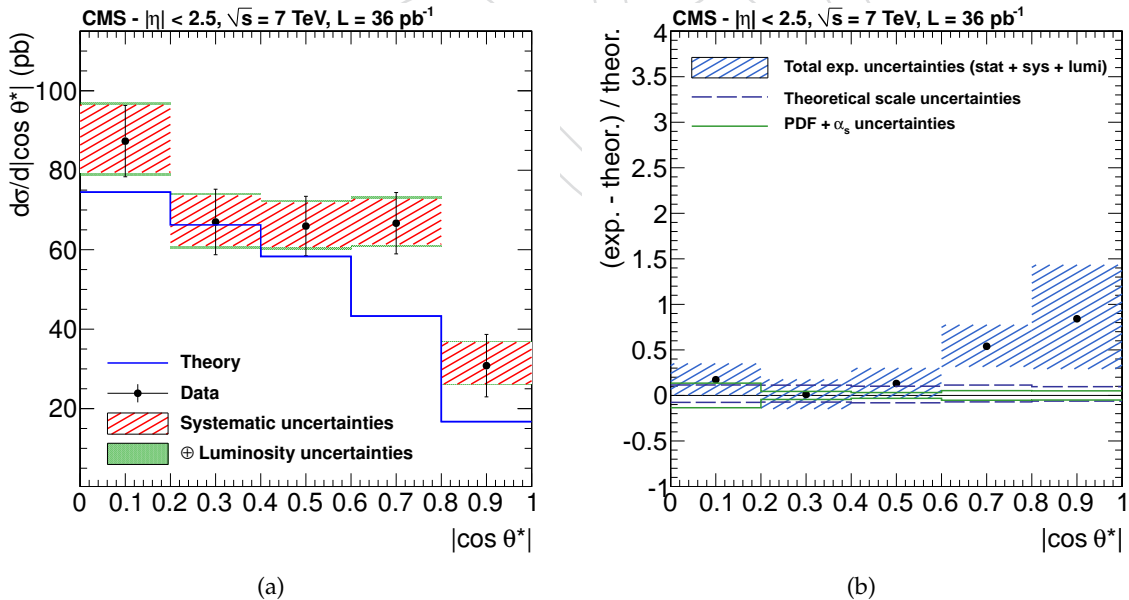 CMS - |η| < 2.5, √s = 7 TeV, L = 36 pb⁻¹
dσ/d|cos θ*| (pb)
100
80
60
40
20
Theory
Data
Systematic uncertainties
⊕ Luminosity uncertainties
0 0.1 0.2 0.3 0.4 0.5 0.6 0.7 0.8 0.9 1
|cos θ*|
(a)
CMS - |η| < 2.5, √s = 7 TeV, L = 36 pb⁻¹
(exp. - theor.) / theor.
4
3.5
3
2.5
2
1.5
1
0.5
0
-0.5
-1
Total exp. uncertainties (stat + sys + lumi)
Theoretical scale uncertainties
PDF + αs uncertainties
0 0.1 0.2 0.3 0.4 0.5 0.6 0.7 0.8 0.9 1
|cos θ*|
(b)